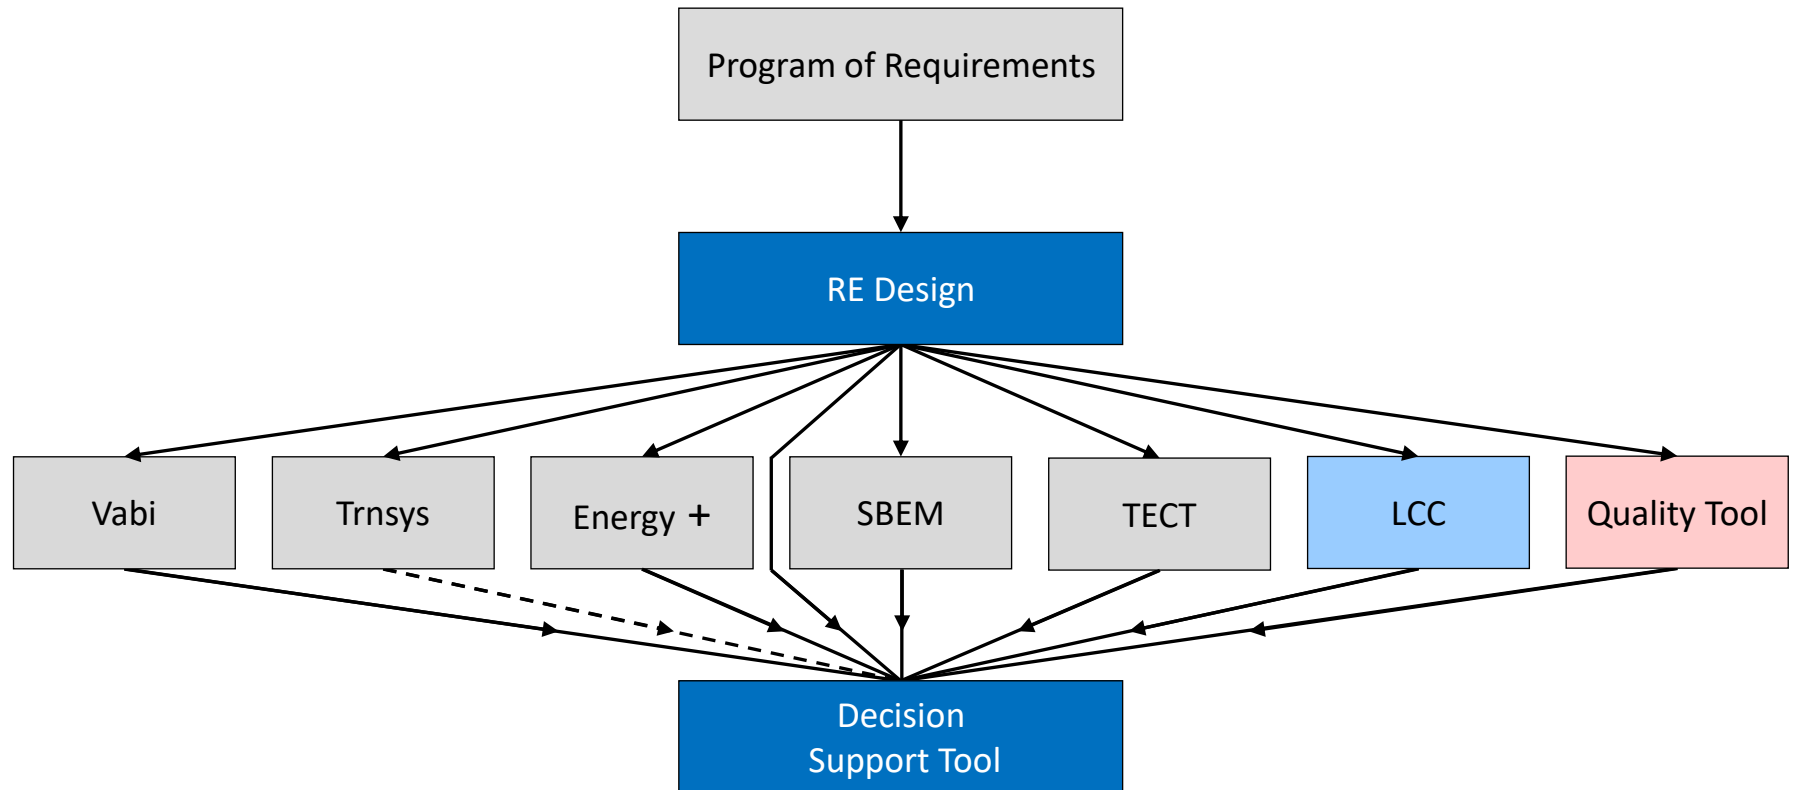 Program of Requirements
RE Design
Vabi
Trnsys
Energy +
SBEM
TECT
LCC
Quality Tool
Decision
Support Tool